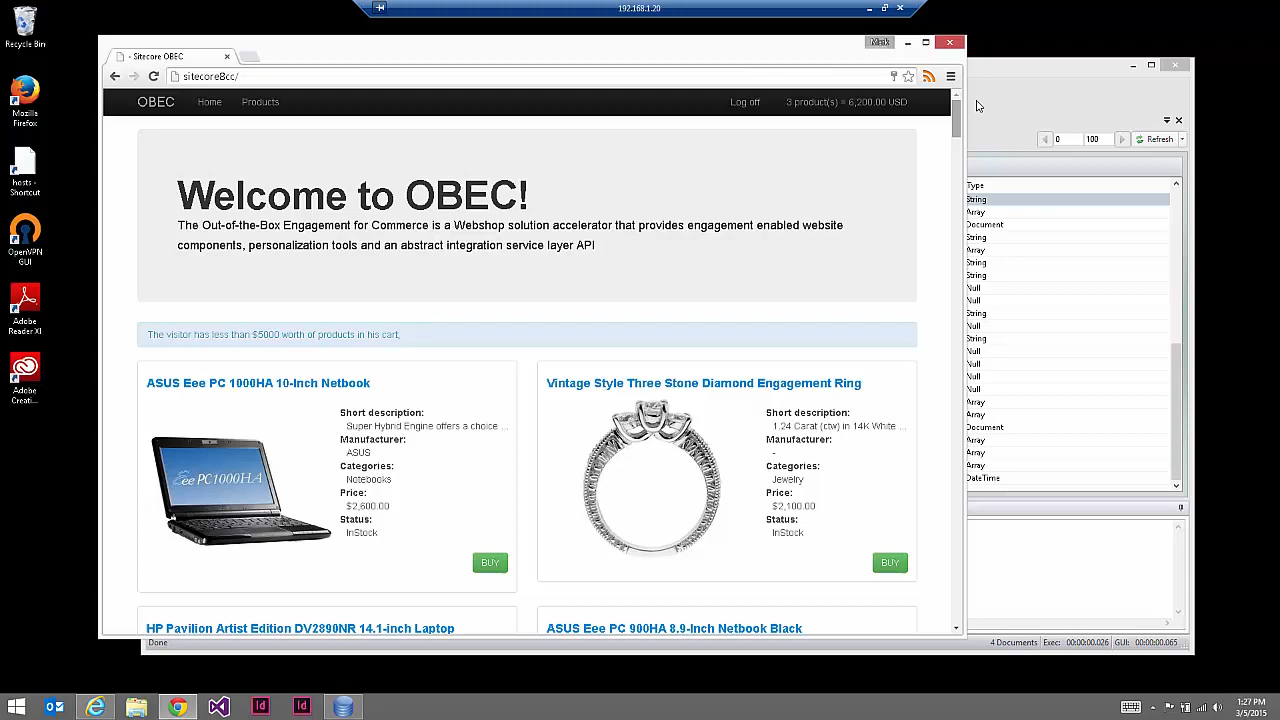 192.168.1.20
Recycle Bin
Mozilla
Firefox
hosts -
Shortcut
OpenVPN
GUI
Adobe
Reader XI
Adobe
Creati...
Mark
- Sitecore OBEC
sitecore8cc/
OBEC Home Products Log off 3 product(s) = 6,200.00 USD
Welcome to OBEC!
The Out-of-the-Box Engagement for Commerce is a Webshop solution accelerator that provides engagement enabled website
components, personalization tools and an abstract integration service layer API
The visitor has less than $5000 worth of products in his cart,
ASUS Eee PC 1000HA 10-Inch Netbook
Eee PC1000HA
Short description:
Super Hybrid Engine offers a choice ...
Manufacturer:
ASUS
Categories:
Notebooks
Price:
$2,600.00
Status:
InStock
BUY
Vintage Style Three Stone Diamond Engagement Ring
Short description:
1.24 Carat (ctw) in 14K White ...
Manufacturer:
-
Categories:
Jewelry
Price:
$2,100.00
Status:
InStock
BUY
HP Pavilion Artist Edition DV2890NR 14.1-inch Laptop
ASUS Eee PC 900HA 8.9-Inch Netbook Black
0 100 Refresh
Type
String
Array
Document
String
Array
String
String
Null
Null
String
Null
String
Null
Null
Null
Null
Array
Array
Document
Array
Array
Array
DateTime
Done
4 Documents Exec: 00:00:00.026 GUI: 00:00:00.065
1:27 PM
3/5/2015